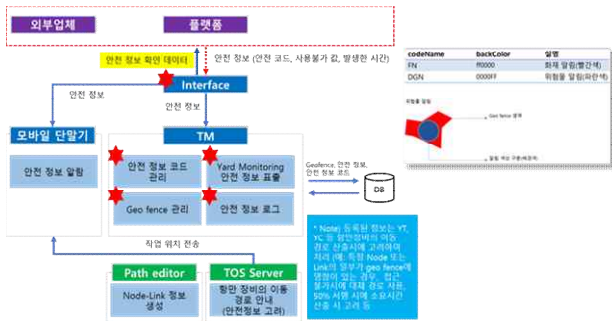 외부업체
플랫폼
안전 정보 확인 데이터
안전 정보 (안전 코드, 사용불가 값, 발생한 시간)
Interface
안전 정보
안전 정보
모바일 단말기
안전 정보 알람
TM
안전 정보 코드
관리
Yard Monitoring
안전 정보 표출
Geo fence 관리
안전 정보 로그
Geofence, 안전 정보,
안전 정보 코드
DB
작업 위치 전송
Path editor
Node-Link 정보
생성
TOS Server
항만 장비의 이동
경로 안내
(안전정보 고려)
* Note) 등록된 정보는 YT,
YC 등 항만장비의 이동
경로 산출시에 고려하여
처리 (예: 특정 Node 또는
Link의 일부가 geo fence에
영향이 있는 경우, 접근
불가시에 대체 경로 사용,
50% 서행 시에 소요시간
산출 시 고려 등
codeName backColor 설명
FN ff0000 화재 알림(빨간색)
DGN 0000FF 위험물 알림(파란색)
위험물 알림
Geo fence 영역